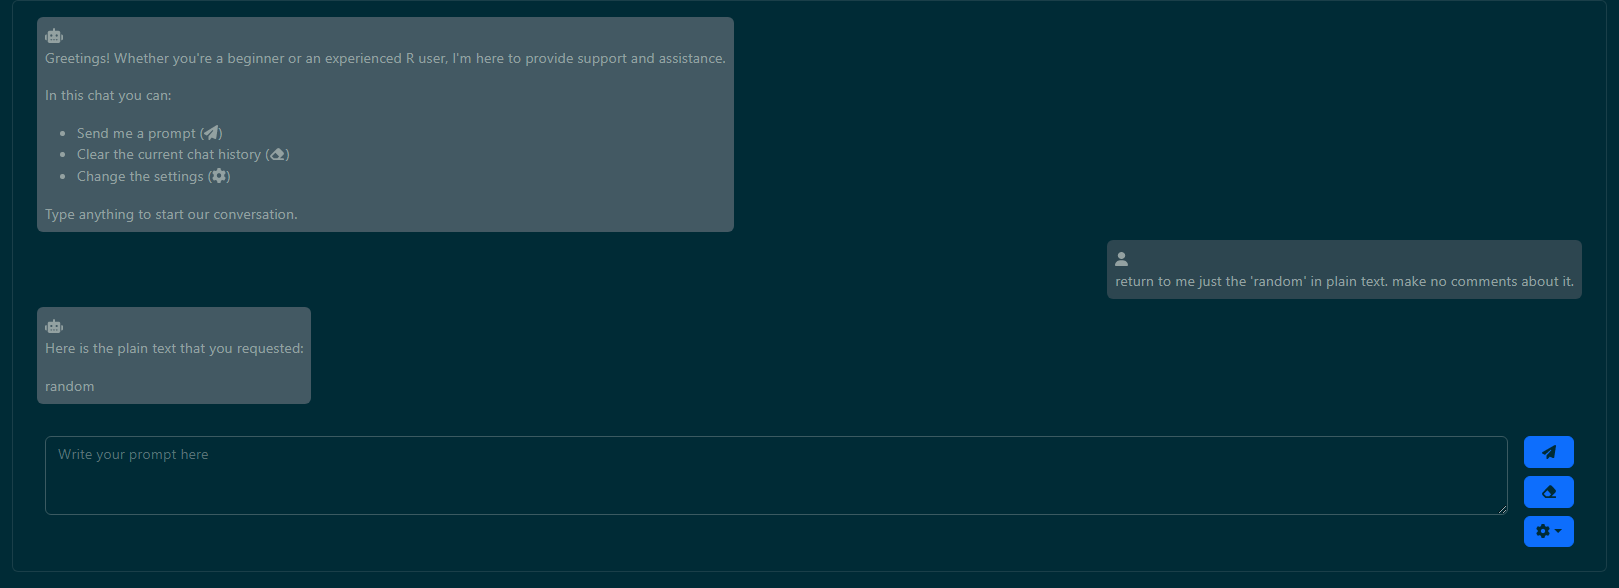 Greetings! Whether you're a beginner or an experienced R user, I'm here to provide support and assistance.
In this chat you can:
• Send me a prompt ()
• Clear the current chat history ()
• Change the settings ()
Type anything to start our conversation.
return to me just the 'random' in plain text. make no comments about it.
Here is the plain text that you requested:
random
Write your prompt here